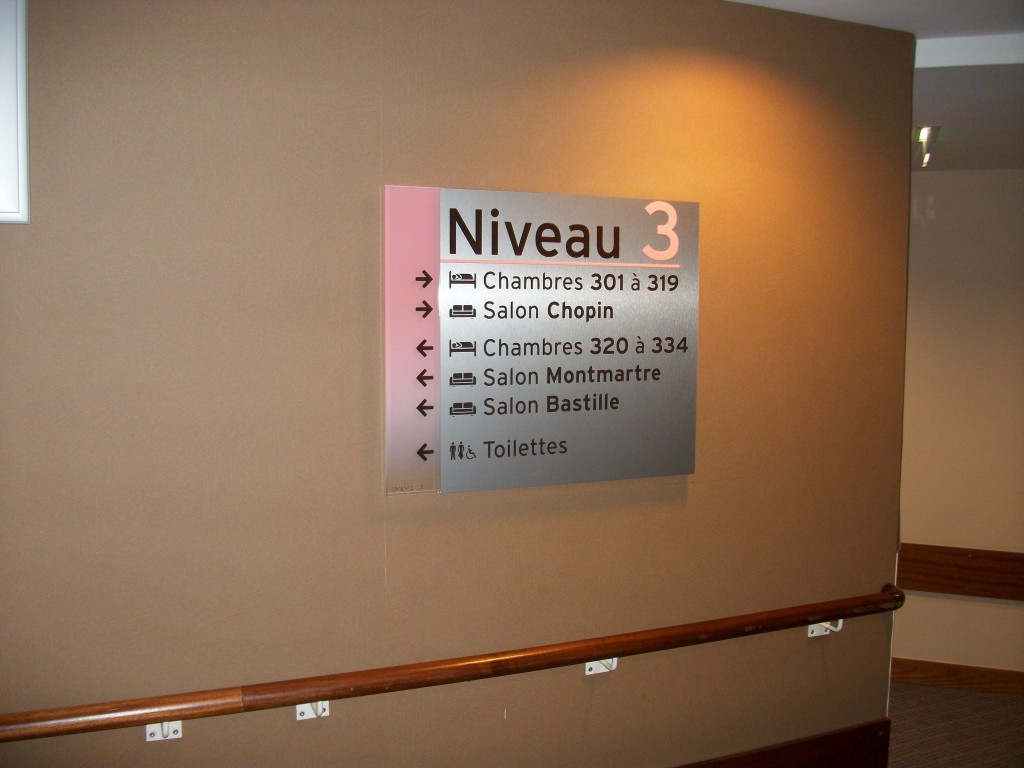 Niveau 3
Chambres 301 à 319
Salon Chopin
Chambres 320 à 334
Salon Montmartre
Salon Bastille
Toilettes